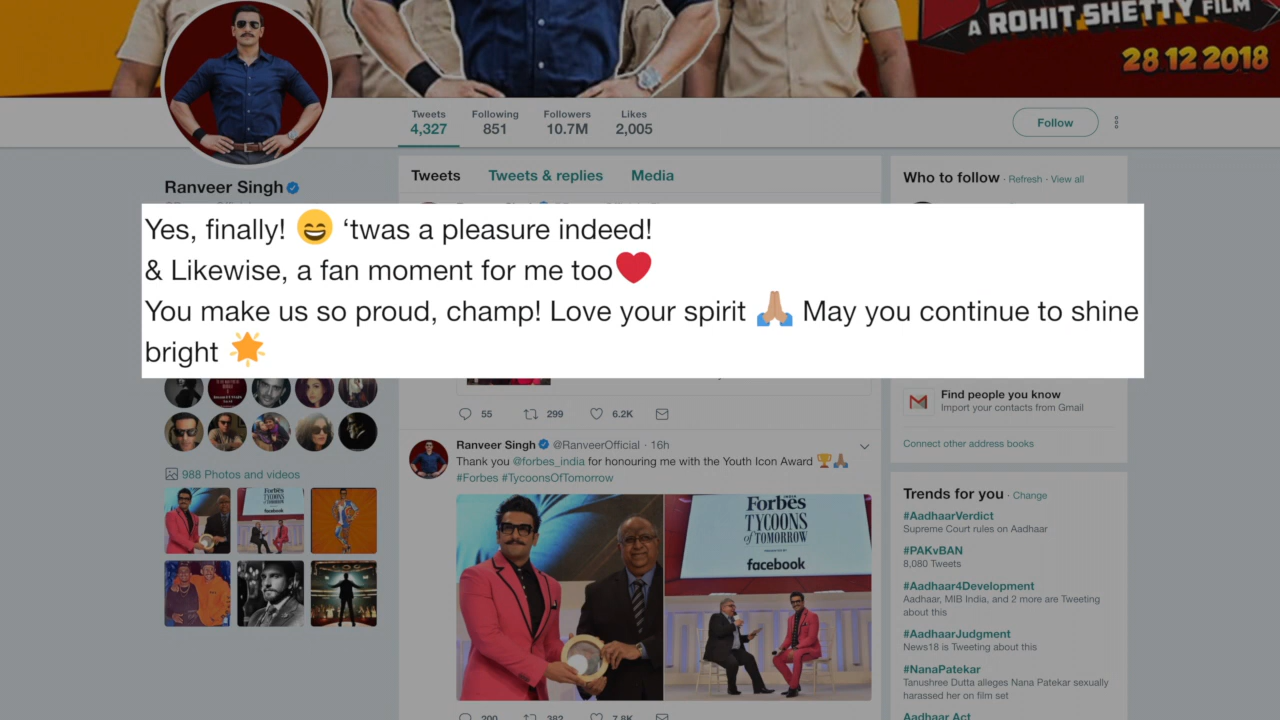 A ROHIT SHETTY FILM
28 12 2018
Tweets Following Followers Likes
4,327 851 10.7M 2,005
Follow
Ranveer Singh
Tweets Tweets & replies Media
Who to follow · Refresh · View all
Yes, finally! 😄 ‘twas a pleasure indeed!
& Likewise, a fan moment for me too❤️
You make us so proud, champ! Love your spirit 🙏🏽 May you continue to shine
bright 🌟
55 299 6.2K
Find people you know
Import your contacts from Gmail
Connect other address books
988 Photos and videos
Ranveer Singh @RanveerOfficial · 16h
Thank you @forbes_india for honouring me with the Youth Icon Award 🏆🙏🏽
#Forbes #TycoonsOfTomorrow
Forbes
TYCOONS
of TOMORROW
facebook
200 382 7.8K
Trends for you · Change
#AadhaarVerdict
Supreme Court rules on Aadhaar
#PAKvBAN
8,080 Tweets
#Aadhaar4Development
Aadhaar, MIB India, and 2 more are Tweeting
about this
#AadhaarJudgment
News18 is Tweeting about this
#NanaPatekar
Tanushree Dutta alleges Nana Patekar sexually
harassed her on film set
Aadhaar Act